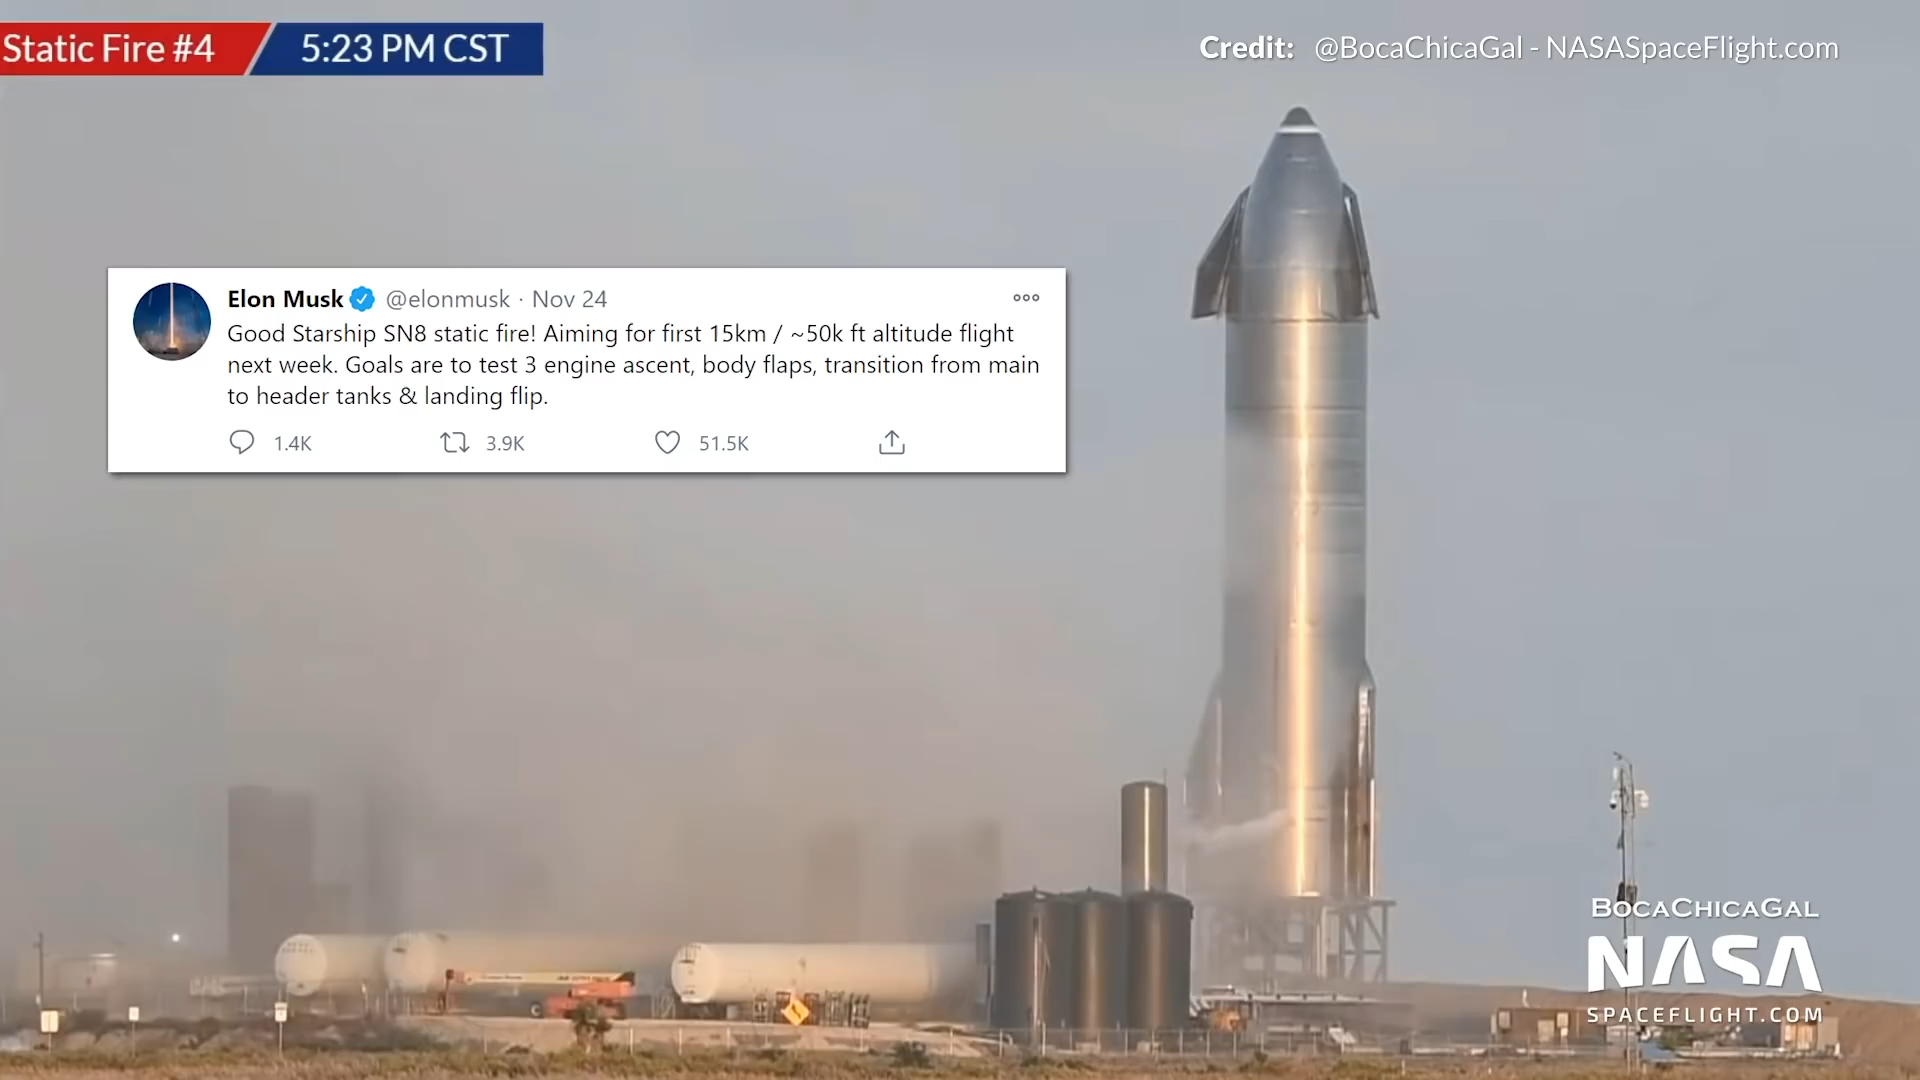 Static Fire #4
5:23 PM CST
Credit: @BocaChicaGal - NASASpaceFlight.com
Elon Musk @elonmusk · Nov 24
Good Starship SN8 static fire! Aiming for first 15km / ~50k ft altitude flight
next week. Goals are to test 3 engine ascent, body flaps, transition from main
to header tanks & landing flip.
1.4K
3.9K
51.5K
BOCACHICAGAL
NASA
SPACEFLIGHT.COM